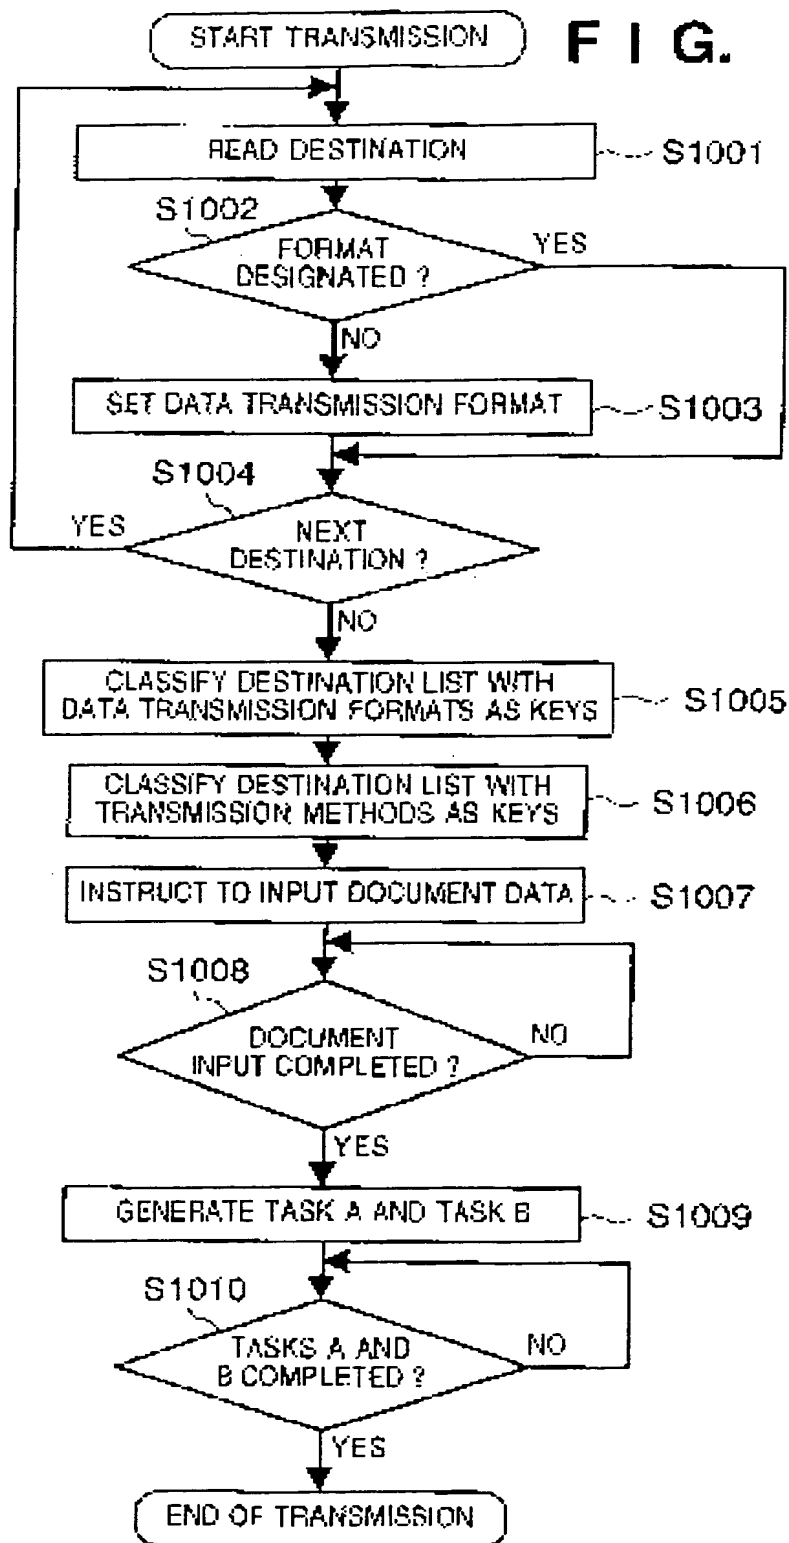 START TRANSMISSION
FIG.
READ DESTINATION
S1001
S1002
FORMAT
DESIGNATED ?
YES
NO
SET DATA TRANSMISSION FORMAT
S1003
S1004
YES
NEXT
DESTINATION ?
NO
CLASSIFY DESTINATION LIST WITH
DATA TRANSMISSION FORMATS AS KEYS
S1005
CLASSIFY DESTINATION LIST WITH
TRANSMISSION METHODS AS KEYS
S1006
INSTRUCT TO INPUT DOCUMENT DATA
S1007
S1008
DOCUMENT
INPUT COMPLETED ?
NO
YES
GENERATE TASK A AND TASK B
S1009
S1010
TASKS A AND
B COMPLETED ?
NO
YES
END OF TRANSMISSION